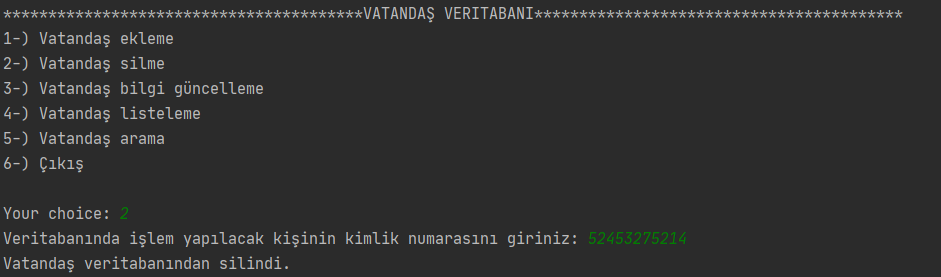 ****************************************VATANDAŞ VERITABANI*****************************************
1-) Vatandaş ekleme
2-) Vatandaş silme
3-) Vatandaş bilgi güncelleme
4-) Vatandaş listeleme
5-) Vatandaş arama
6-) Çıkış
Your choice: 2
Veritabanında işlem yapılacak kişinin kimlik numarasını giriniz: 52453275214
Vatandaş veritabanından silindi.